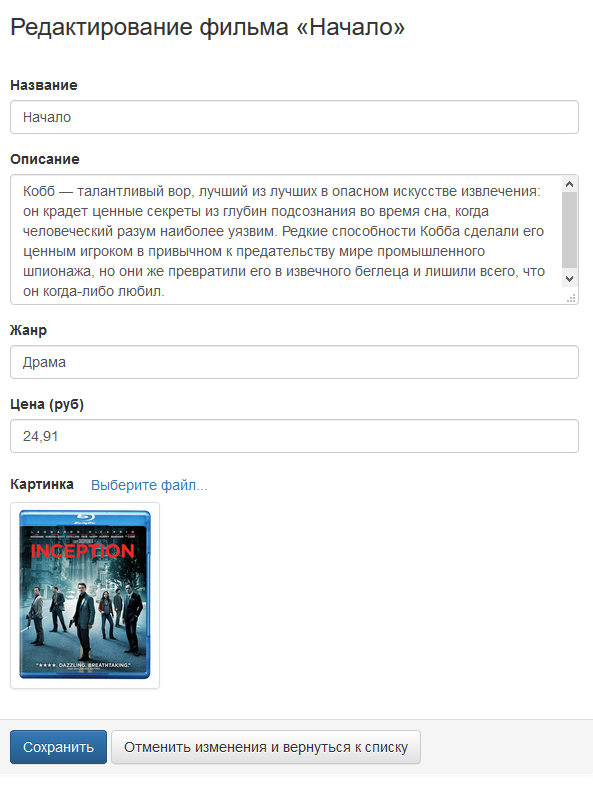 Редактирование фильма «Начало»
Название
Начало
Описание
Кобб — талантливый вор, лучший из лучших в опасном искусстве извлечения:
он крадет ценные секреты из глубин подсознания во время сна, когда
человеческий разум наиболее уязвим. Редкие способности Кобба сделали его
ценным игроком в привычном к предательству мире промышленного
шпионажа, но они же превратили его в извечного беглеца и лишили всего, что
он когда-либо любил.
Жанр
Драма
Цена (руб)
24,91
Картинка Выберите файл...
INCEPTION
"★★★★. DAZZLING. BREATHTAKING."
Сохранить Отменить изменения и вернуться к списку